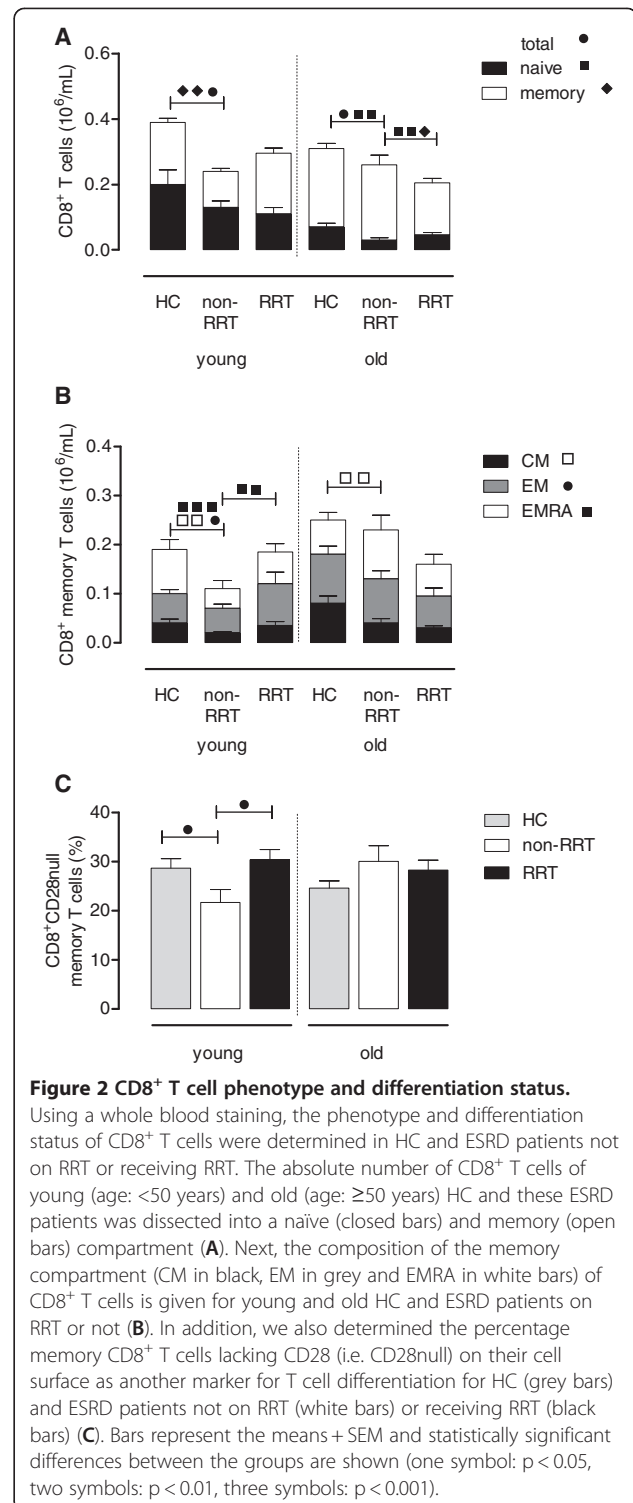 A
total ●
naive ■
memory ◆
CD8+ T cells (10^6/mL)
0.6
0.4
0.2
0.0
◆◆●
●■■
■■◆
HC non-RRT RRT HC non-RRT RRT
young old
B
CM □
EM ●
EMRA ■
CD8+ memory T cells (10^6/mL)
0.4
0.3
0.2
0.1
0.0
■■■
□□●
■■
□□
HC non-RRT RRT HC non-RRT RRT
young old
C
HC
non-RRT
RRT
CD8+CD28null
memory T cells (%)
40
30
20
10
0
● ●
young old
Figure 2 CD8+ T cell phenotype and differentiation status.
Using a whole blood staining, the phenotype and differentiation
status of CD8+ T cells were determined in HC and ESRD patients not
on RRT or receiving RRT. The absolute number of CD8+ T cells of
young (age: <50 years) and old (age: ≥50 years) HC and these ESRD
patients was dissected into a naïve (closed bars) and memory (open
bars) compartment (A). Next, the composition of the memory
compartment (CM in black, EM in grey and EMRA in white bars) of
CD8+ T cells is given for young and old HC and ESRD patients on
RRT or not (B). In addition, we also determined the percentage
memory CD8+ T cells lacking CD28 (i.e. CD28null) on their cell
surface as another marker for T cell differentiation for HC (grey bars)
and ESRD patients not on RRT (white bars) or receiving RRT (black
bars) (C). Bars represent the means + SEM and statistically significant
differences between the groups are shown (one symbol: p < 0.05,
two symbols: p < 0.01, three symbols: p < 0.001).